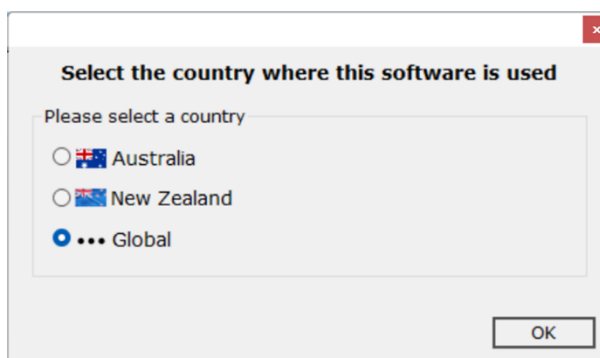 Select the country where this software is used
Please select a country
Australia
New Zealand
••• Global
OK